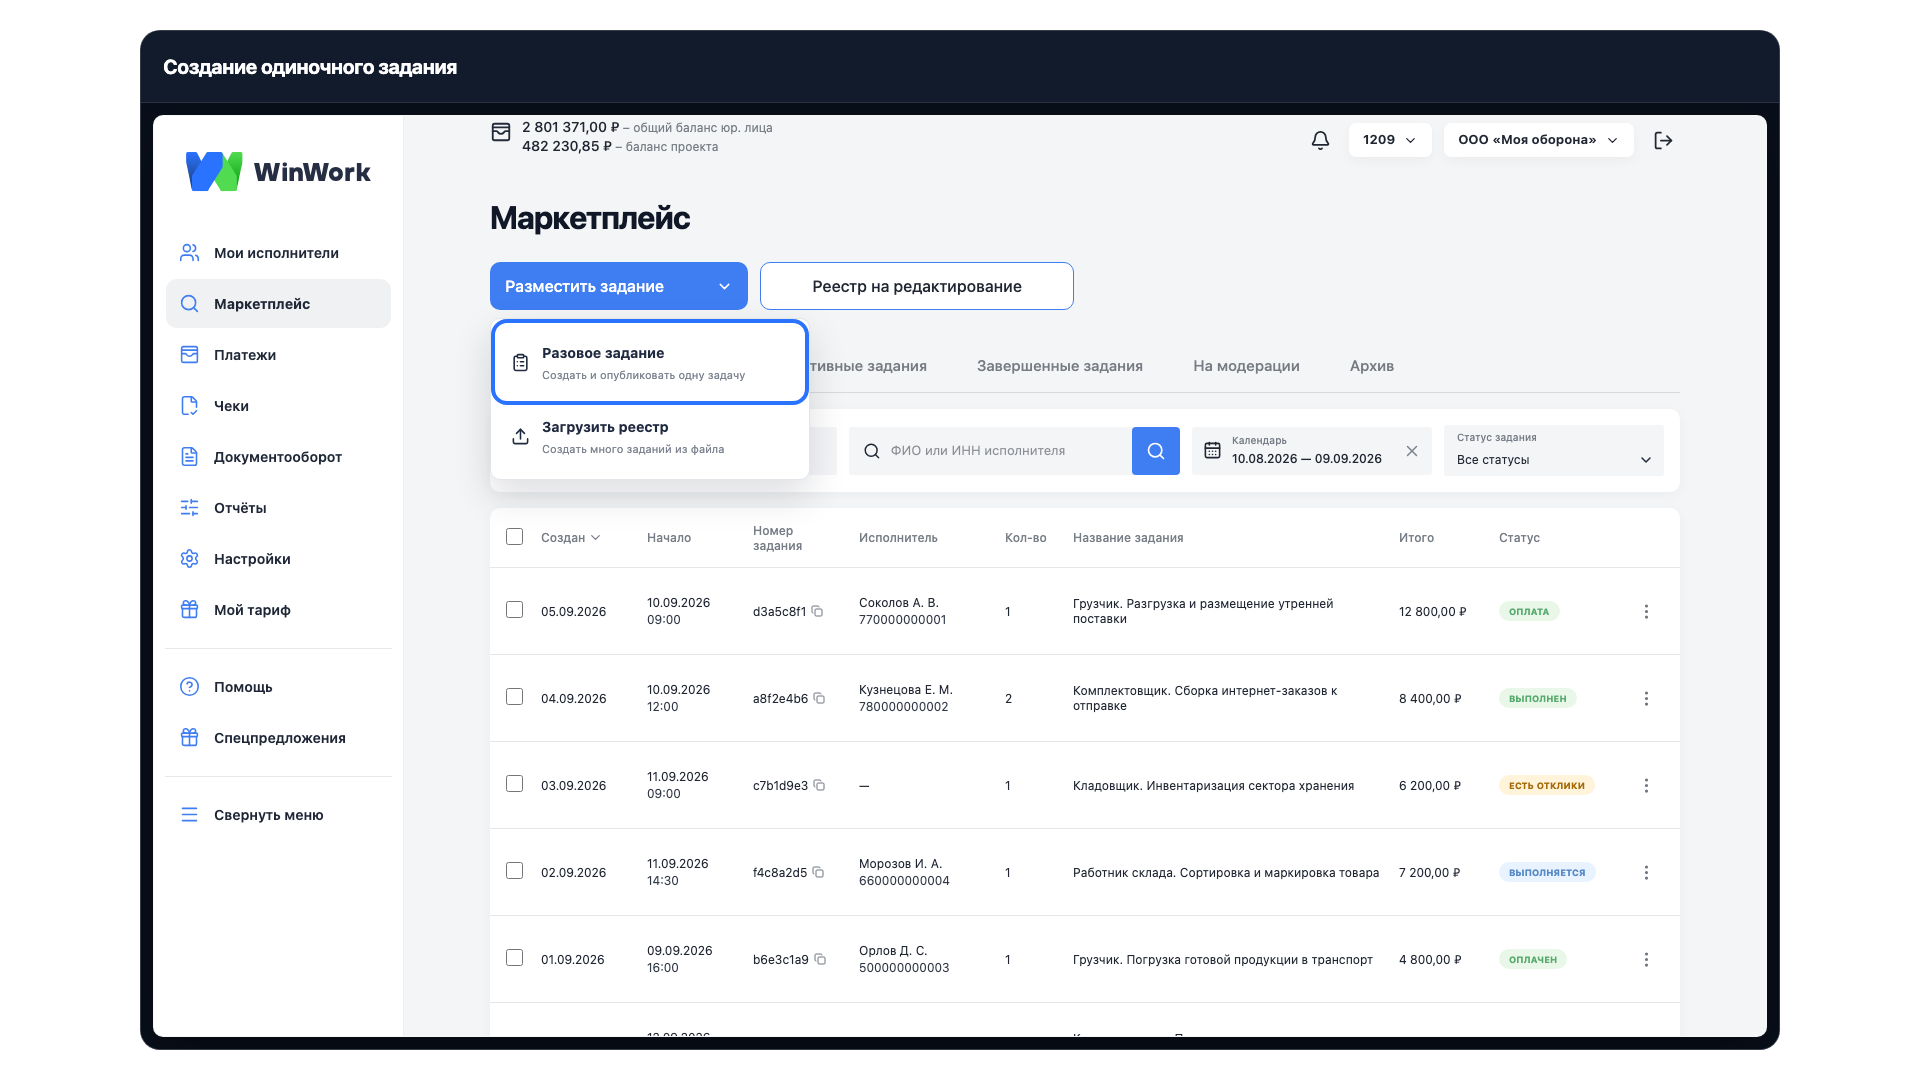 Создание одиночного задания
WinWork
Мои исполнители
Маркетплейс
Платежи
Чеки
Документооборот
Отчёты
Настройки
Мой тариф
Помощь
Спецпредложения
Свернуть меню
2 801 371,00 ₽ – общий баланс юр. лица
482 230,85 ₽ – баланс проекта
1209
ООО «Моя оборона»
Маркетплейс
Разместить задание
Реестр на редактирование
Разовое задание
Создать и опубликовать одну задачу
Загрузить реестр
Создать много заданий из файла
тивные задания
Завершенные задания
На модерации
Архив
ФИО или ИНН исполнителя
Календарь
10.08.2026 — 09.09.2026
Статус задания
Все статусы
Создан
Начало
Номер
задания
Исполнитель
Кол-во
Название задания
Итого
Статус
05.09.2026
10.09.2026
09:00
d3a5c8f1
Соколов А. В.
770000000001
1
Грузчик. Разгрузка и размещение утренней
поставки
12 800,00 ₽
ОПЛАТА
04.09.2026
10.09.2026
12:00
a8f2e4b6
Кузнецова Е. М.
780000000002
2
Комплектовщик. Сборка интернет-заказов к
отправке
8 400,00 ₽
ВЫПОЛНЕН
03.09.2026
11.09.2026
09:00
c7b1d9e3
—
1
Кладовщик. Инвентаризация сектора хранения
6 200,00 ₽
ЕСТЬ ОТКЛИКИ
02.09.2026
11.09.2026
14:30
f4c8a2d5
Морозов И. А.
660000000004
1
Работник склада. Сортировка и маркировка товара
7 200,00 ₽
ВЫПОЛНЯЕТСЯ
01.09.2026
09.09.2026
16:00
b6e3c1a9
Орлов Д. С.
500000000003
1
Грузчик. Погрузка готовой продукции в транспорт
4 800,00 ₽
ОПЛАЧЕН